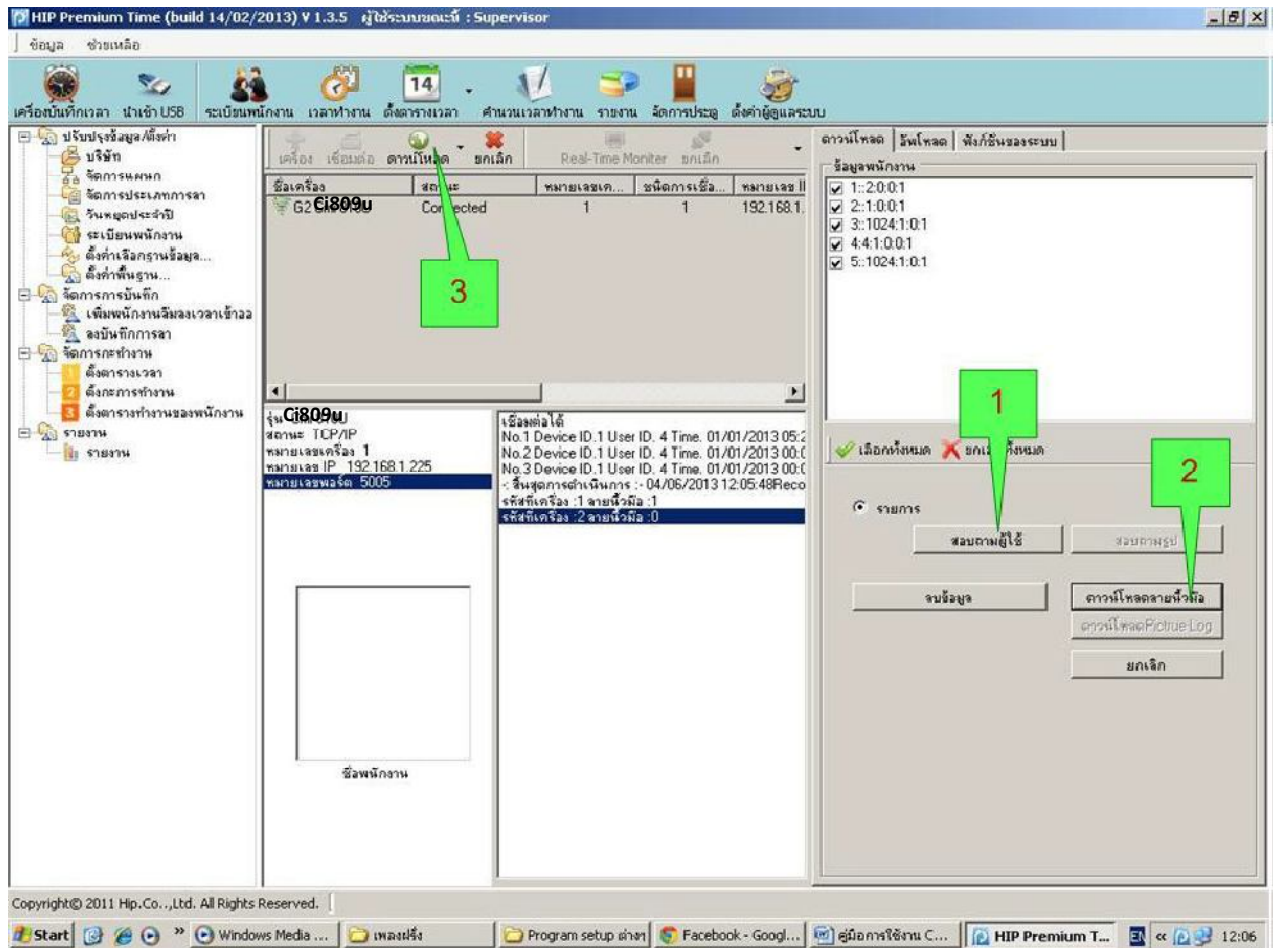 HIP Premium Time (build 14/02/2013) V 1.3.5 ผู้ใช้ระบบขณะนี้ : Supervisor
ข้อมูล ช่วยเหลือ
เครื่องบันทึกเวลา นำเข้า USB ระเบียนพนักงาน เวลาทำงาน ตั้งตารางเวลา คำนวนเวลาทำงาน รายงาน จัดการประตู ตั้งค่าผู้ดูแลระบบ
14
ปรับปรุงข้อมูล/ตั้งค่า
บริษัท
จัดการแผนก
จัดการประเภทการลา
วันหยุดประจำปี
ระเบียนพนักงาน
ตั้งค่าเลือกฐานข้อมูล...
ตั้งค่าพื้นฐาน...
จัดการการบันทึก
เพิ่มพนักงานลืมลงเวลาเข้าออ
ลงบันทึกการลา
จัดการกะทำงาน
1 ตั้งตารางเวลา
2 ตั้งกะการทำงาน
3 ตั้งตารางทำงานของพนักงาน
รายงาน
รายงาน
เครื่อง เชื่อมต่อ ดาวน์โหลด ยกเลิก Real-Time Moniter ยกเลิก
ชื่อเครื่อง สถานะ หมายเลขเค... ชนิดการเชื่อ... หมายเลข II
G2 Ci809u Connected 1 1 192.168.1.
3
รุ่น Ci809u
สถานะ TCP/IP
หมายเลขเครื่อง 1
หมายเลข IP 192.168.1.225
หมายเลขพอร์ต 5005
ชื่อพนักงาน
เชื่อมต่อได้
No.1 Device ID.1 User ID. 4 Time. 01/01/2013 05:2
No.2 Device ID.1 User ID. 4 Time. 01/01/2013 00:0
No.3 Device ID.1 User ID. 4 Time. 01/01/2013 00:0
-: สิ้นสุดการดำเนินการ :- 04/06/2013 12:05:48Reco
รหัสที่เครื่อง :1 ลายนิ้วมือ :1
รหัสที่เครื่อง :2 ลายนิ้วมือ :0
ดาวน์โหลด อัพโหลด ฟังก์ชันของระบบ
ข้อมูลพนักงาน
1::2:0:0:1
2::1:0:0:1
3::1024:1:0:1
4:4:1:0:0:1
5::1024:1:0:1
1
เลือกทั้งหมด ยกเลิกทั้งหมด
2
รายการ
สอบถามผู้ใช้ สอบถามรูป
ลบข้อมูล ดาวน์โหลดลายนิ้วมือ
ดาวน์โหลดPictrue Log
ยกเลิก
Copyright© 2011 Hip.Co..,Ltd. All Rights Reserved.
Start Windows Media ... เพลงฝรั่ง Program setup ต่างๆ Facebook - Googl... คู่มือการใช้งาน C... HIP Premium T... EN 12:06